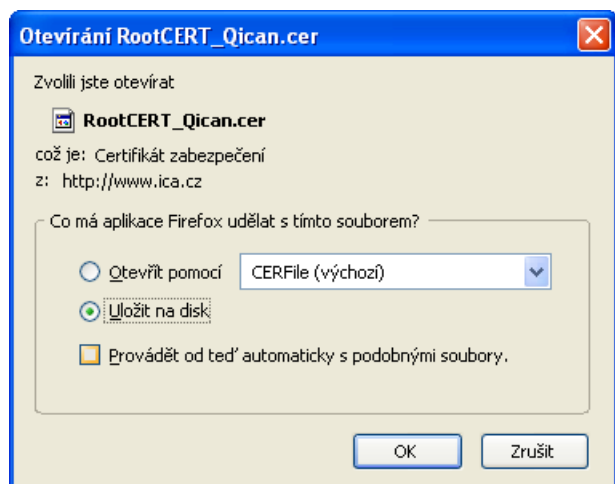 Otevírání RootCERT_Qican.cer
Zvolili jste otevírat
RootCERT_Qican.cer
což je: Certifikát zabezpečení
z: http://www.ica.cz
Co má aplikace Firefox udělat s tímto souborem?
Otevřít pomocí CERFile (výchozí)
Uložit na disk
Provádět od teď automaticky s podobnými soubory.
OK Zrušit